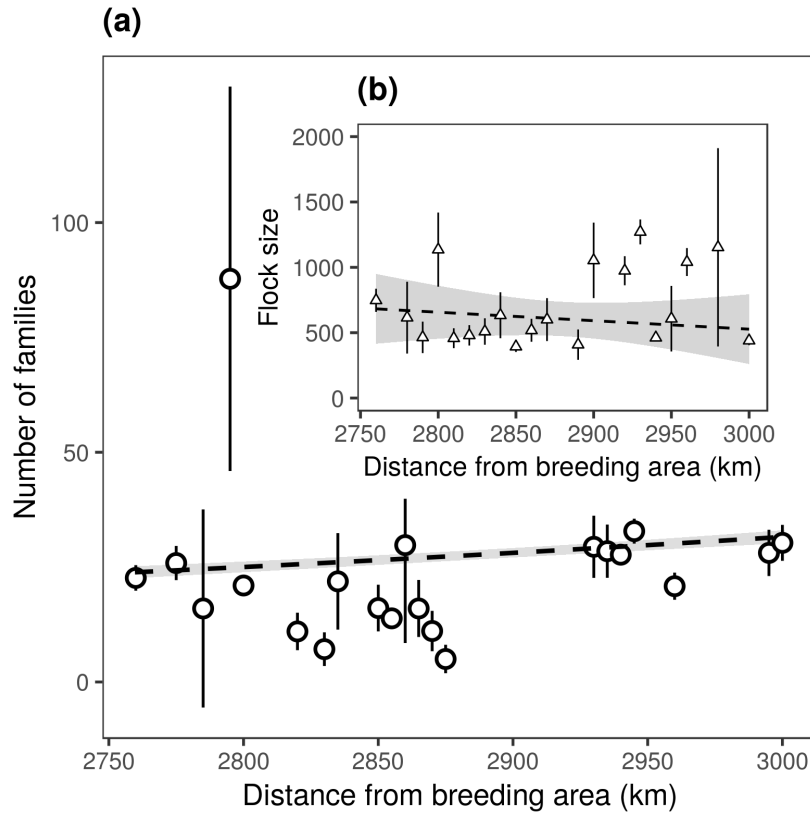 (a)
(b)
2000
1500
1000
500
0
Flock size
2750 2800 2850 2900 2950 3000
Distance from breeding area (km)
100
50
0
Number of families
2750 2800 2850 2900 2950 3000
Distance from breeding area (km)